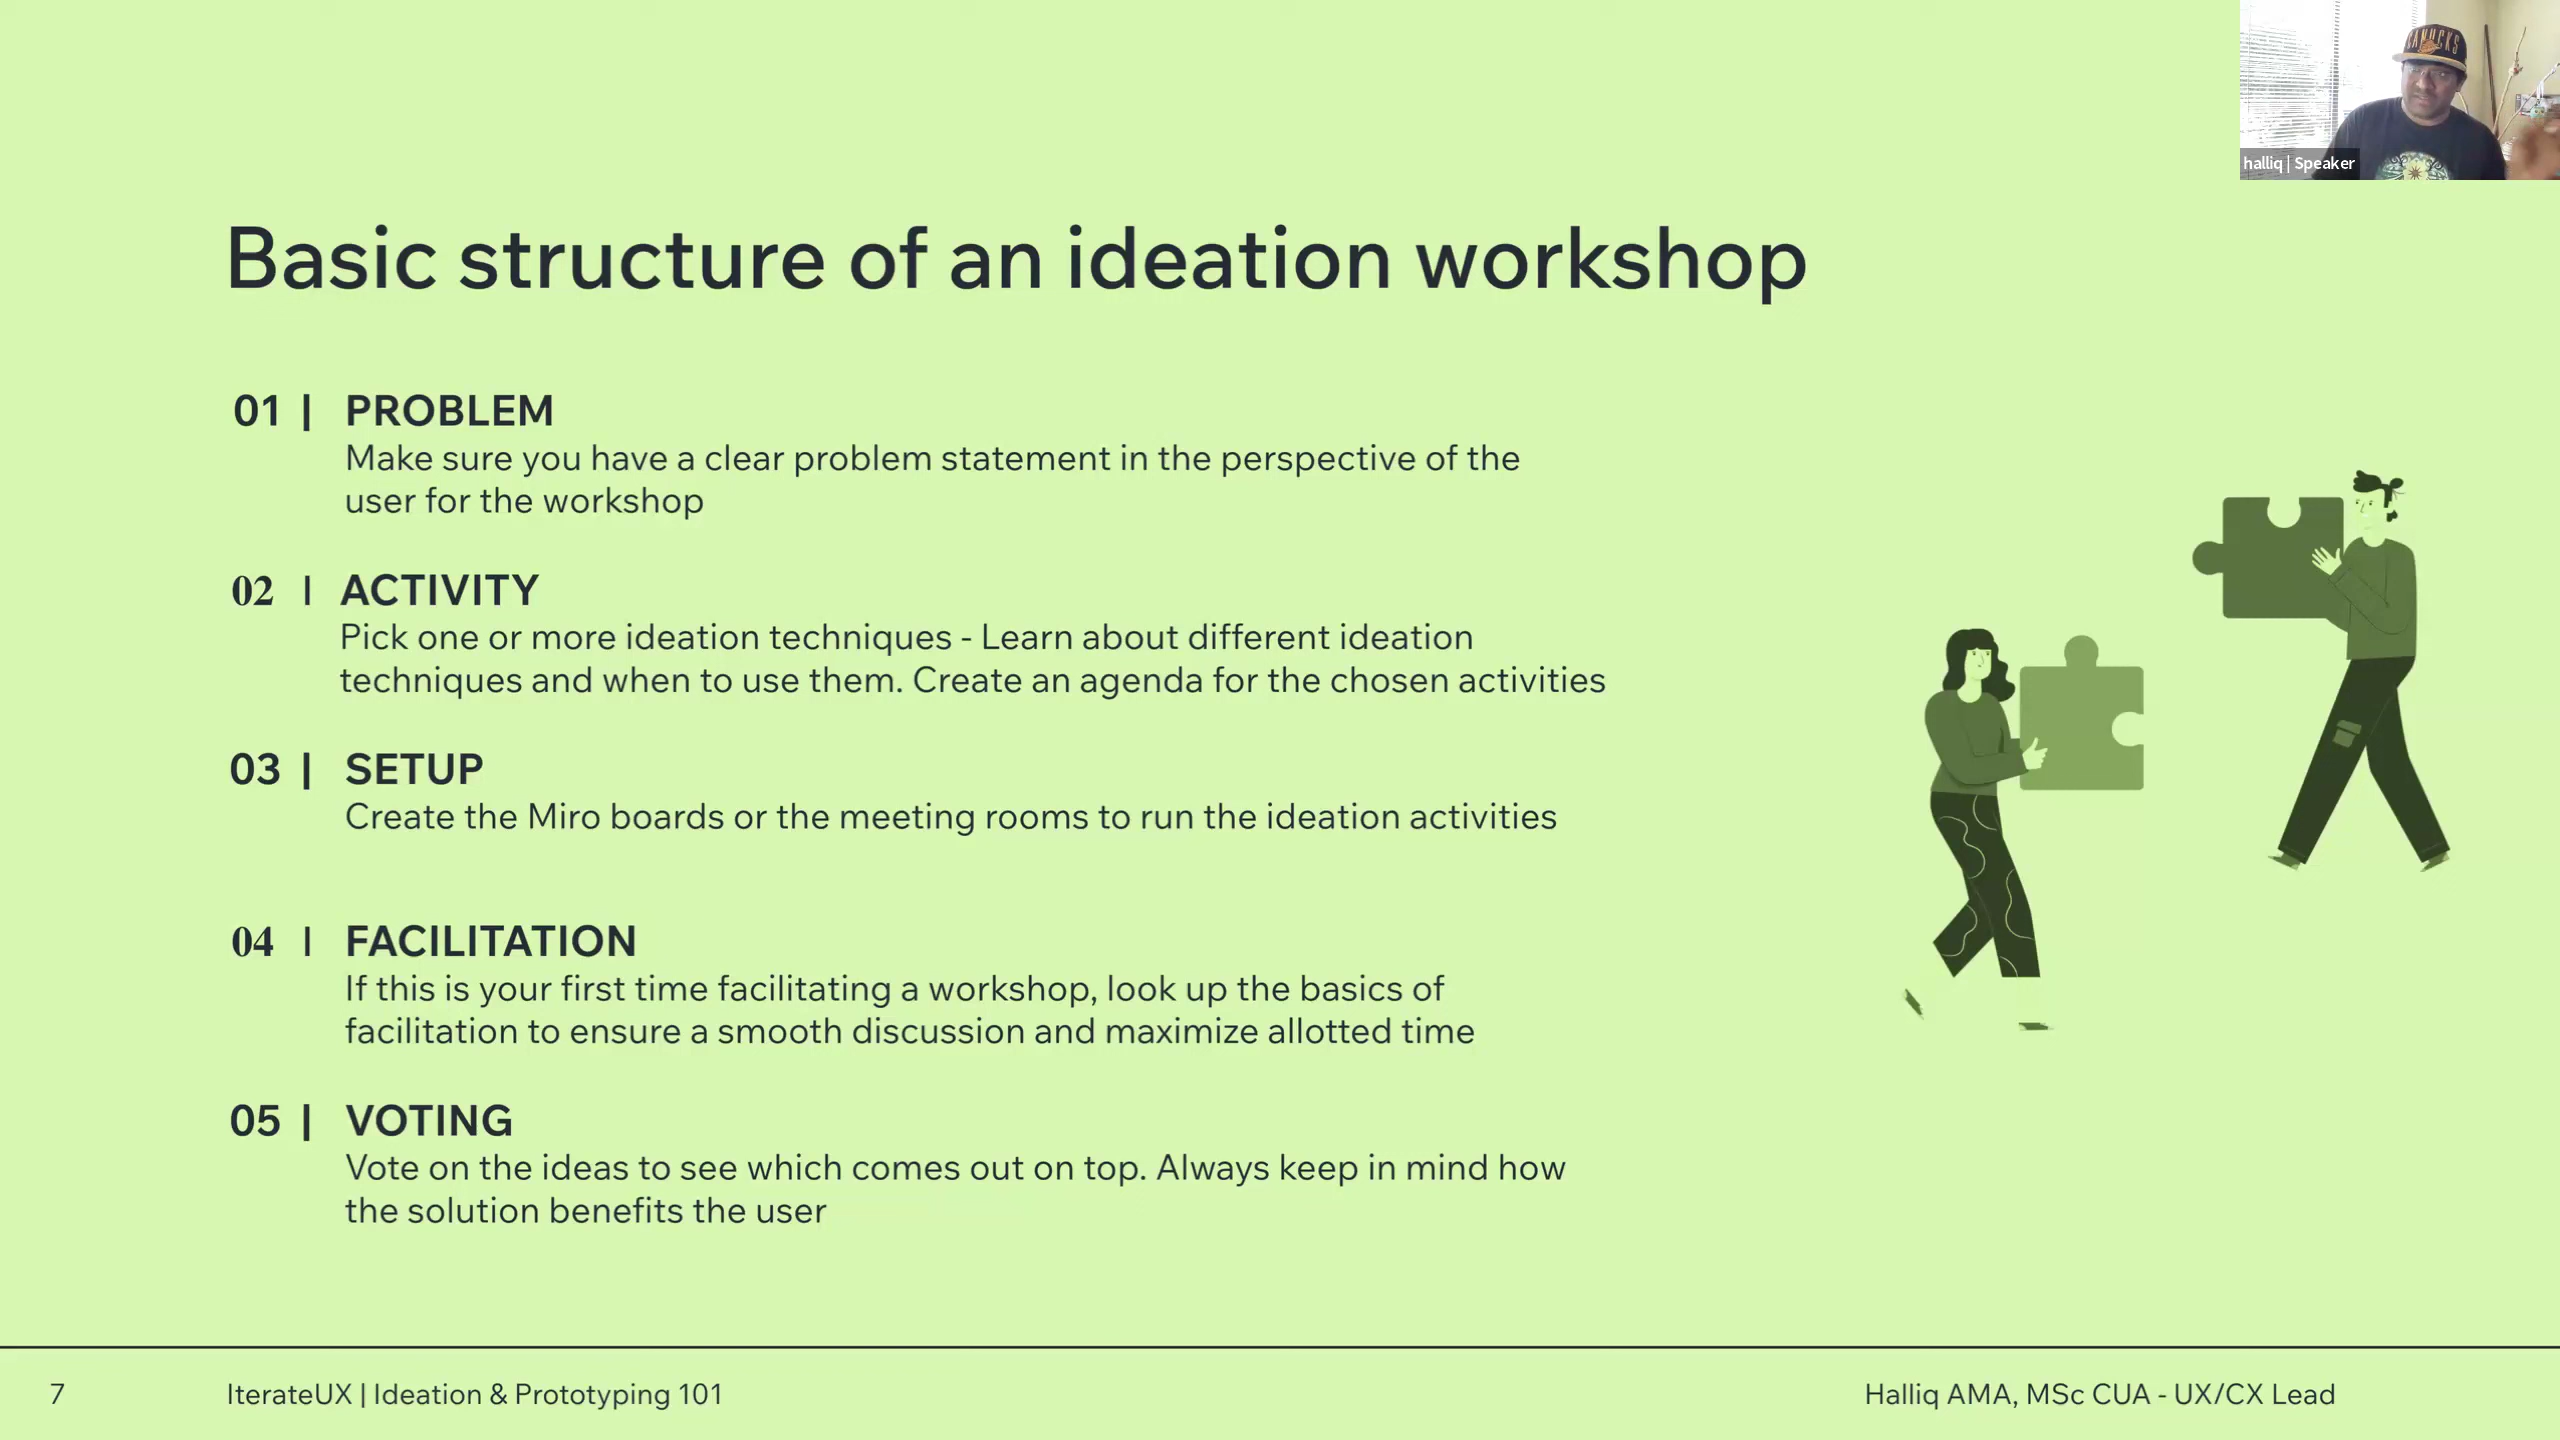 CANUCKS
halliq | Speaker
Basic structure of an ideation workshop
01 | PROBLEM
Make sure you have a clear problem statement in the perspective of the
user for the workshop
02 | ACTIVITY
Pick one or more ideation techniques - Learn about different ideation
techniques and when to use them. Create an agenda for the chosen activities
03 | SETUP
Create the Miro boards or the meeting rooms to run the ideation activities
04 | FACILITATION
If this is your first time facilitating a workshop, look up the basics of
facilitation to ensure a smooth discussion and maximize allotted time
05 | VOTING
Vote on the ideas to see which comes out on top. Always keep in mind how
the solution benefits the user
7
IterateUX | Ideation & Prototyping 101
Halliq AMA, MSc CUA - UX/CX Lead